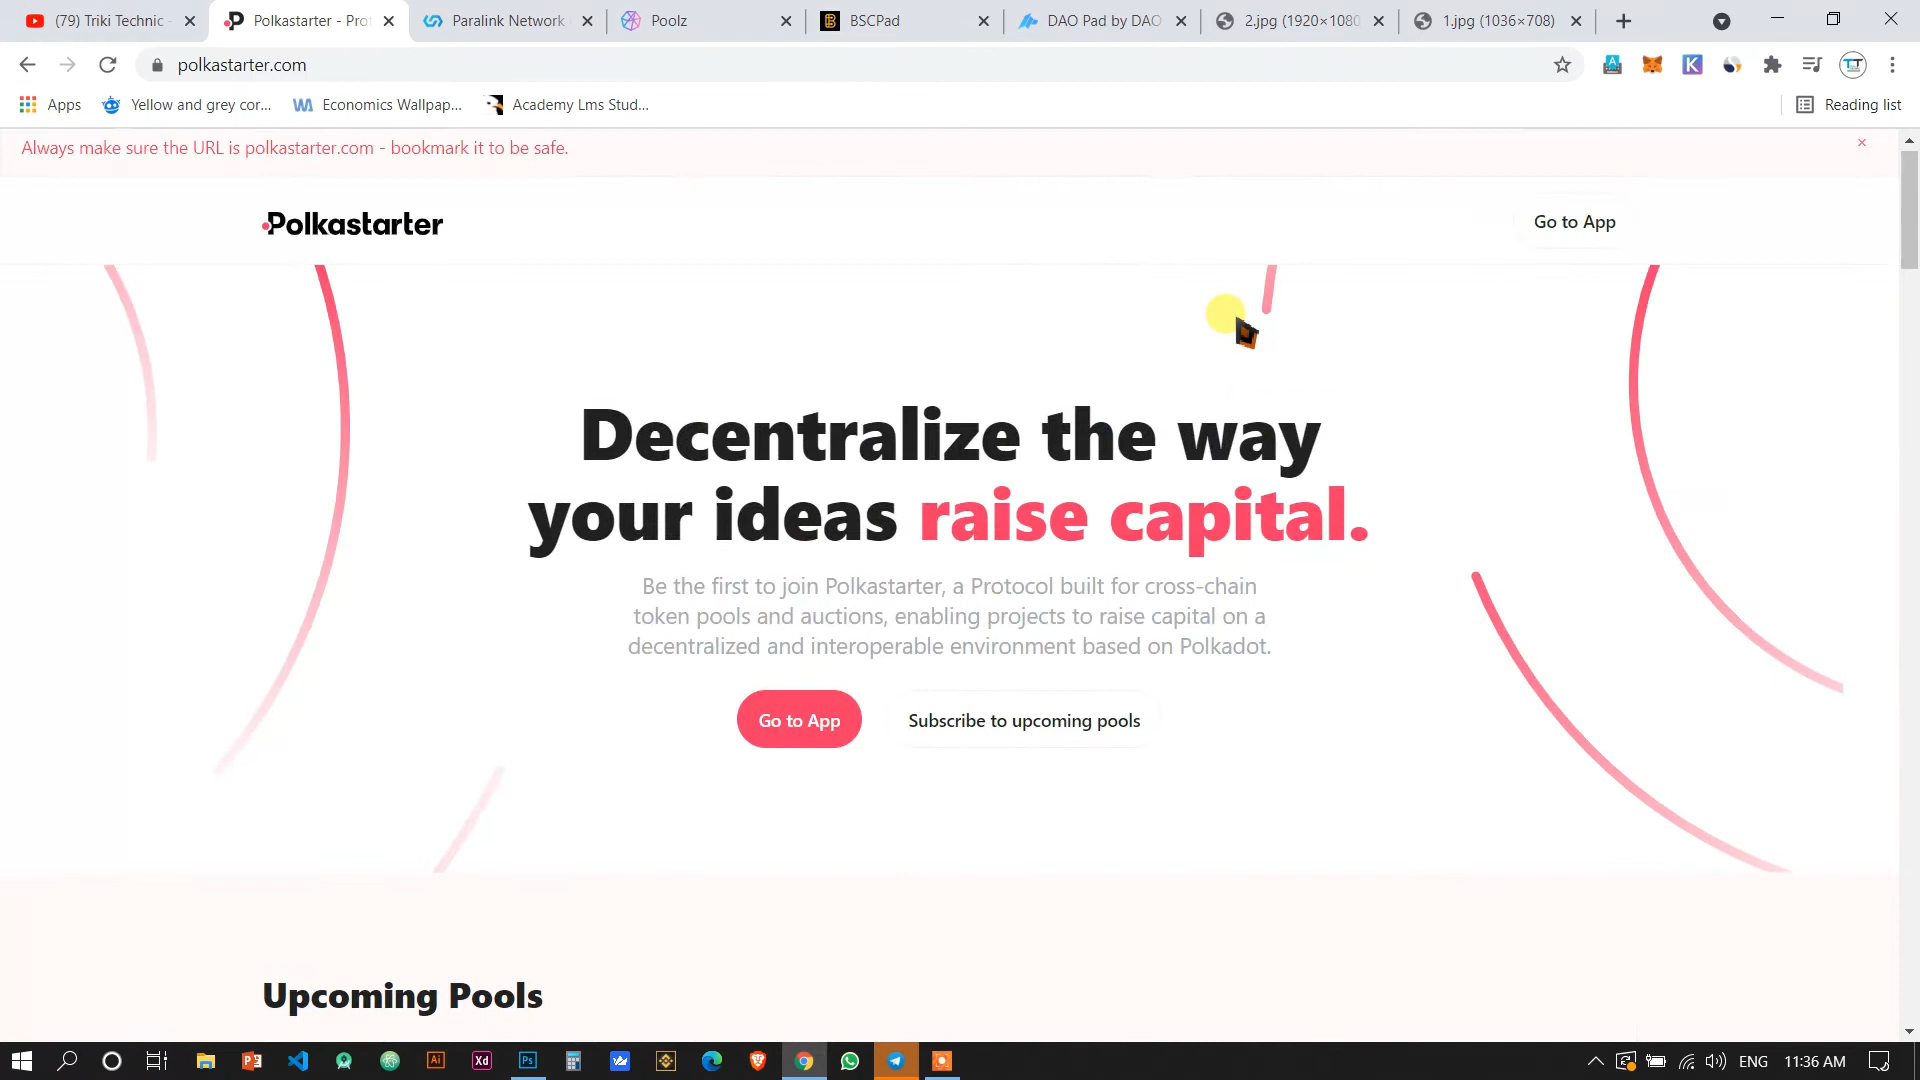 (79) Triki Technic -
Polkastarter - Prot
Paralink Network
Poolz
BSCPad
DAO Pad by DAO
2.jpg (1920×1080
1.jpg (1036×708)
polkastarter.com
Apps
Yellow and grey cor...
Economics Wallpap...
Academy Lms Stud...
Reading list
Always make sure the URL is polkastarter.com - bookmark it to be safe.
Polkastarter
Go to App
Decentralize the way
your ideas raise capital.
Be the first to join Polkastarter, a Protocol built for cross-chain
token pools and auctions, enabling projects to raise capital on a
decentralized and interoperable environment based on Polkadot.
Go to App
Subscribe to upcoming pools
Upcoming Pools
Ai
Xd
Ps
ENG
11:36 AM